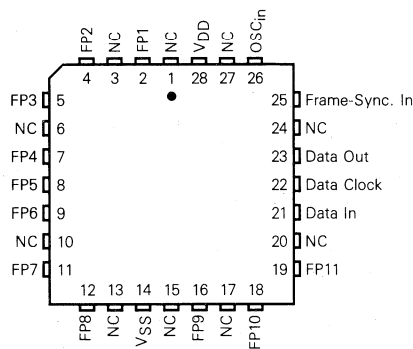 FP2 NC FP1 NC VDD NC OSCin
4 3 2 1 28 27 26
FP3 5 25 Frame-Sync. In
NC 6 24 NC
FP4 7 23 Data Out
FP5 8 22 Data Clock
FP6 9 21 Data In
NC 10 20 NC
FP7 11 19 FP11
12 13 14 15 16 17 18
FP8 NC VSS NC FP9 NC FP10